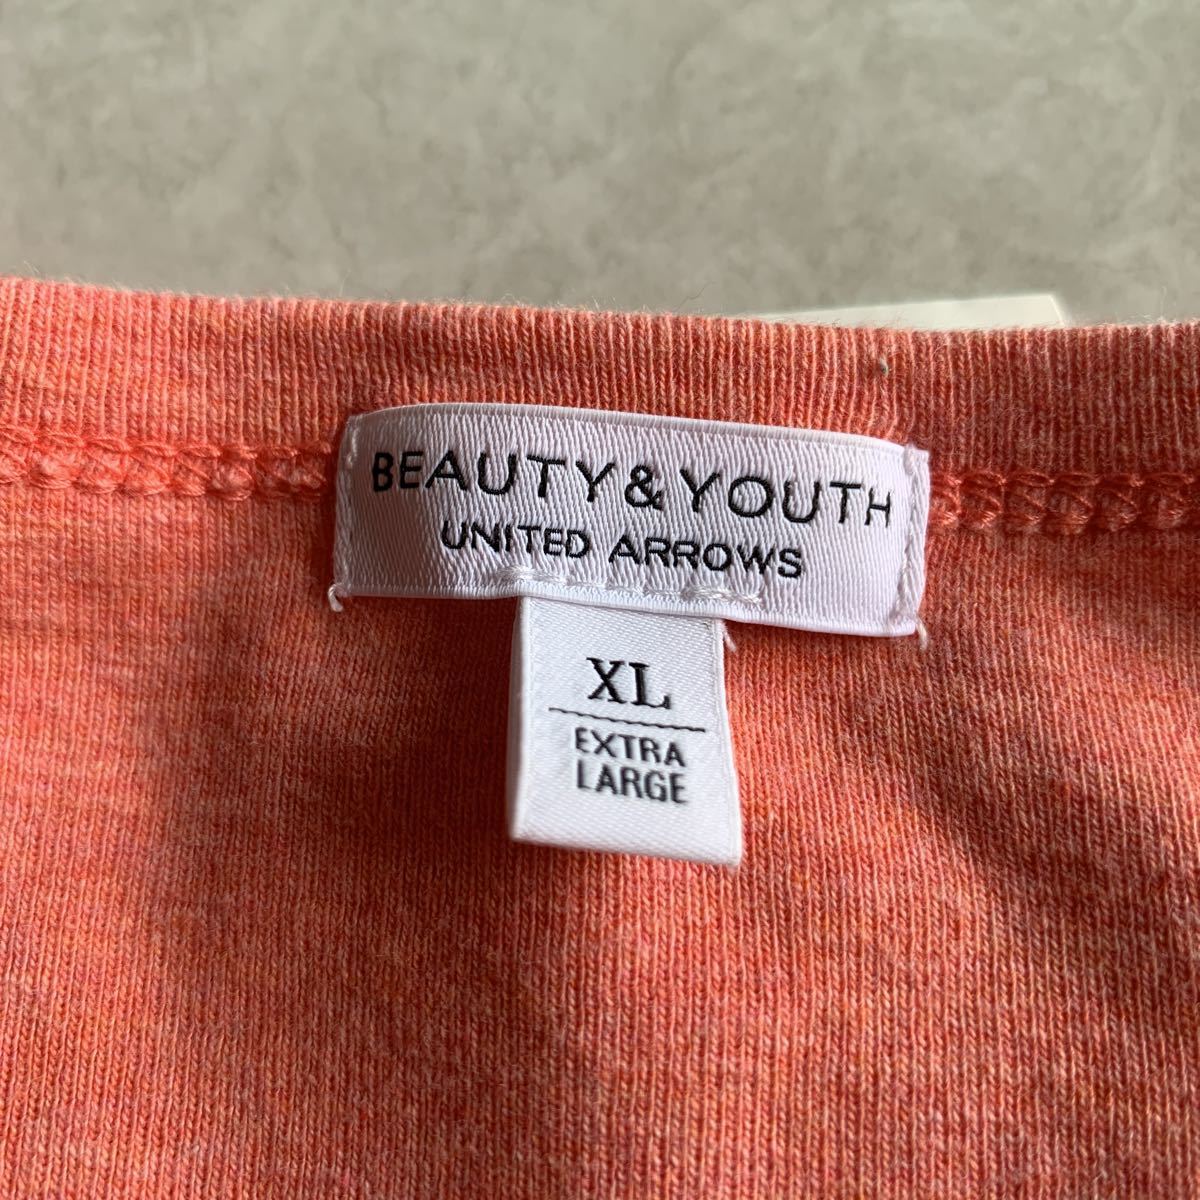 BEAUTY&YOUTH
UNITED ARROWS
XL
EXTRA
LARGE